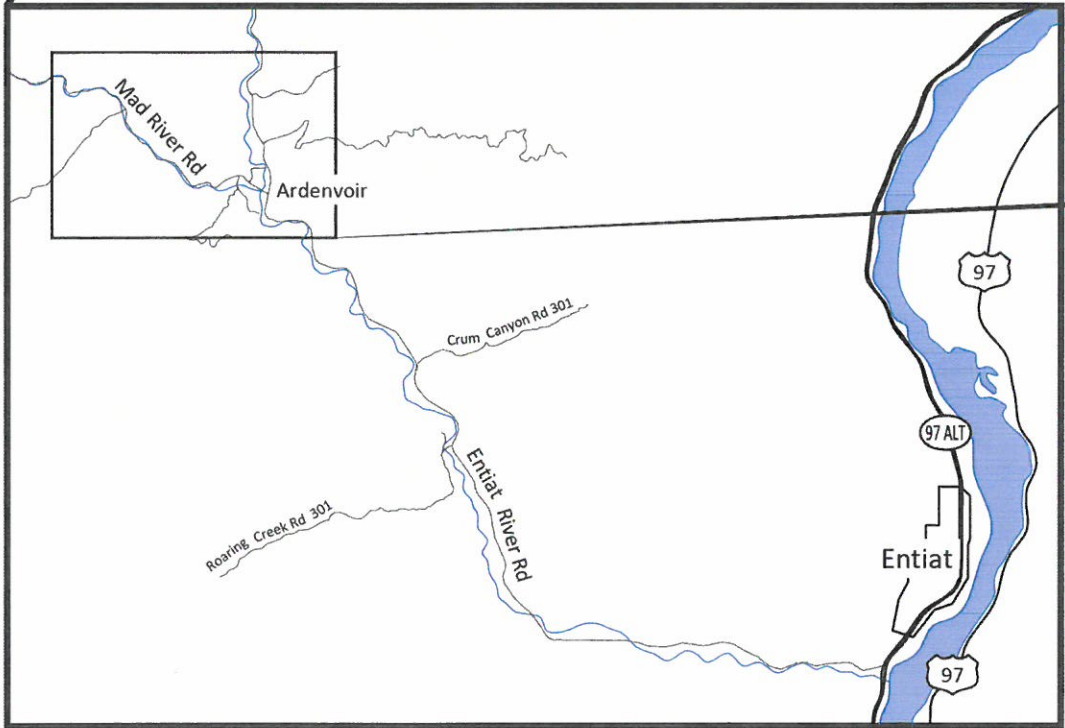 Mad River Rd
Ardenvoir
97
Crum Canyon Rd 301
97 ALT
Entiat River Rd
Roaring Creek Rd 301
Entiat
97